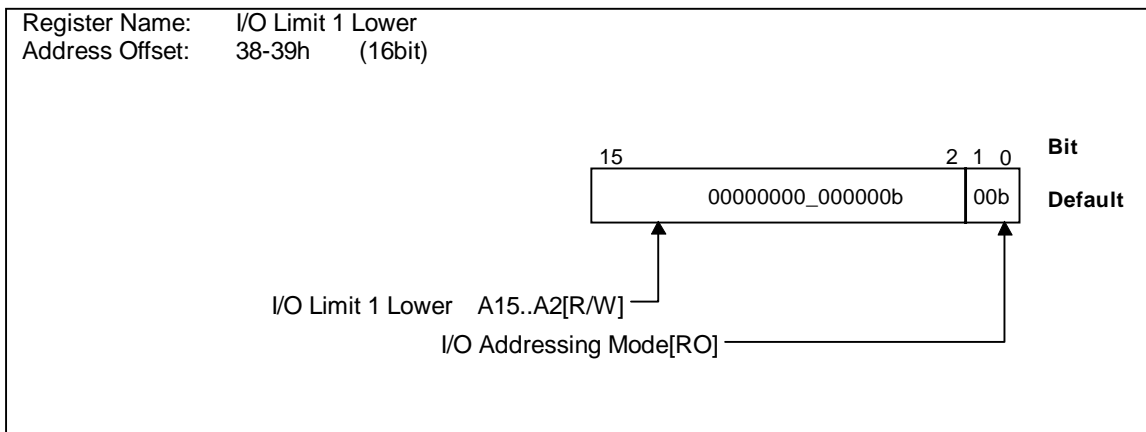 Register Name: I/O Limit 1 Lower
Address Offset: 38-39h (16bit)
15 2 1 0 Bit
00000000_000000b 00b Default
I/O Limit 1 Lower A15..A2[R/W]
I/O Addressing Mode[RO]